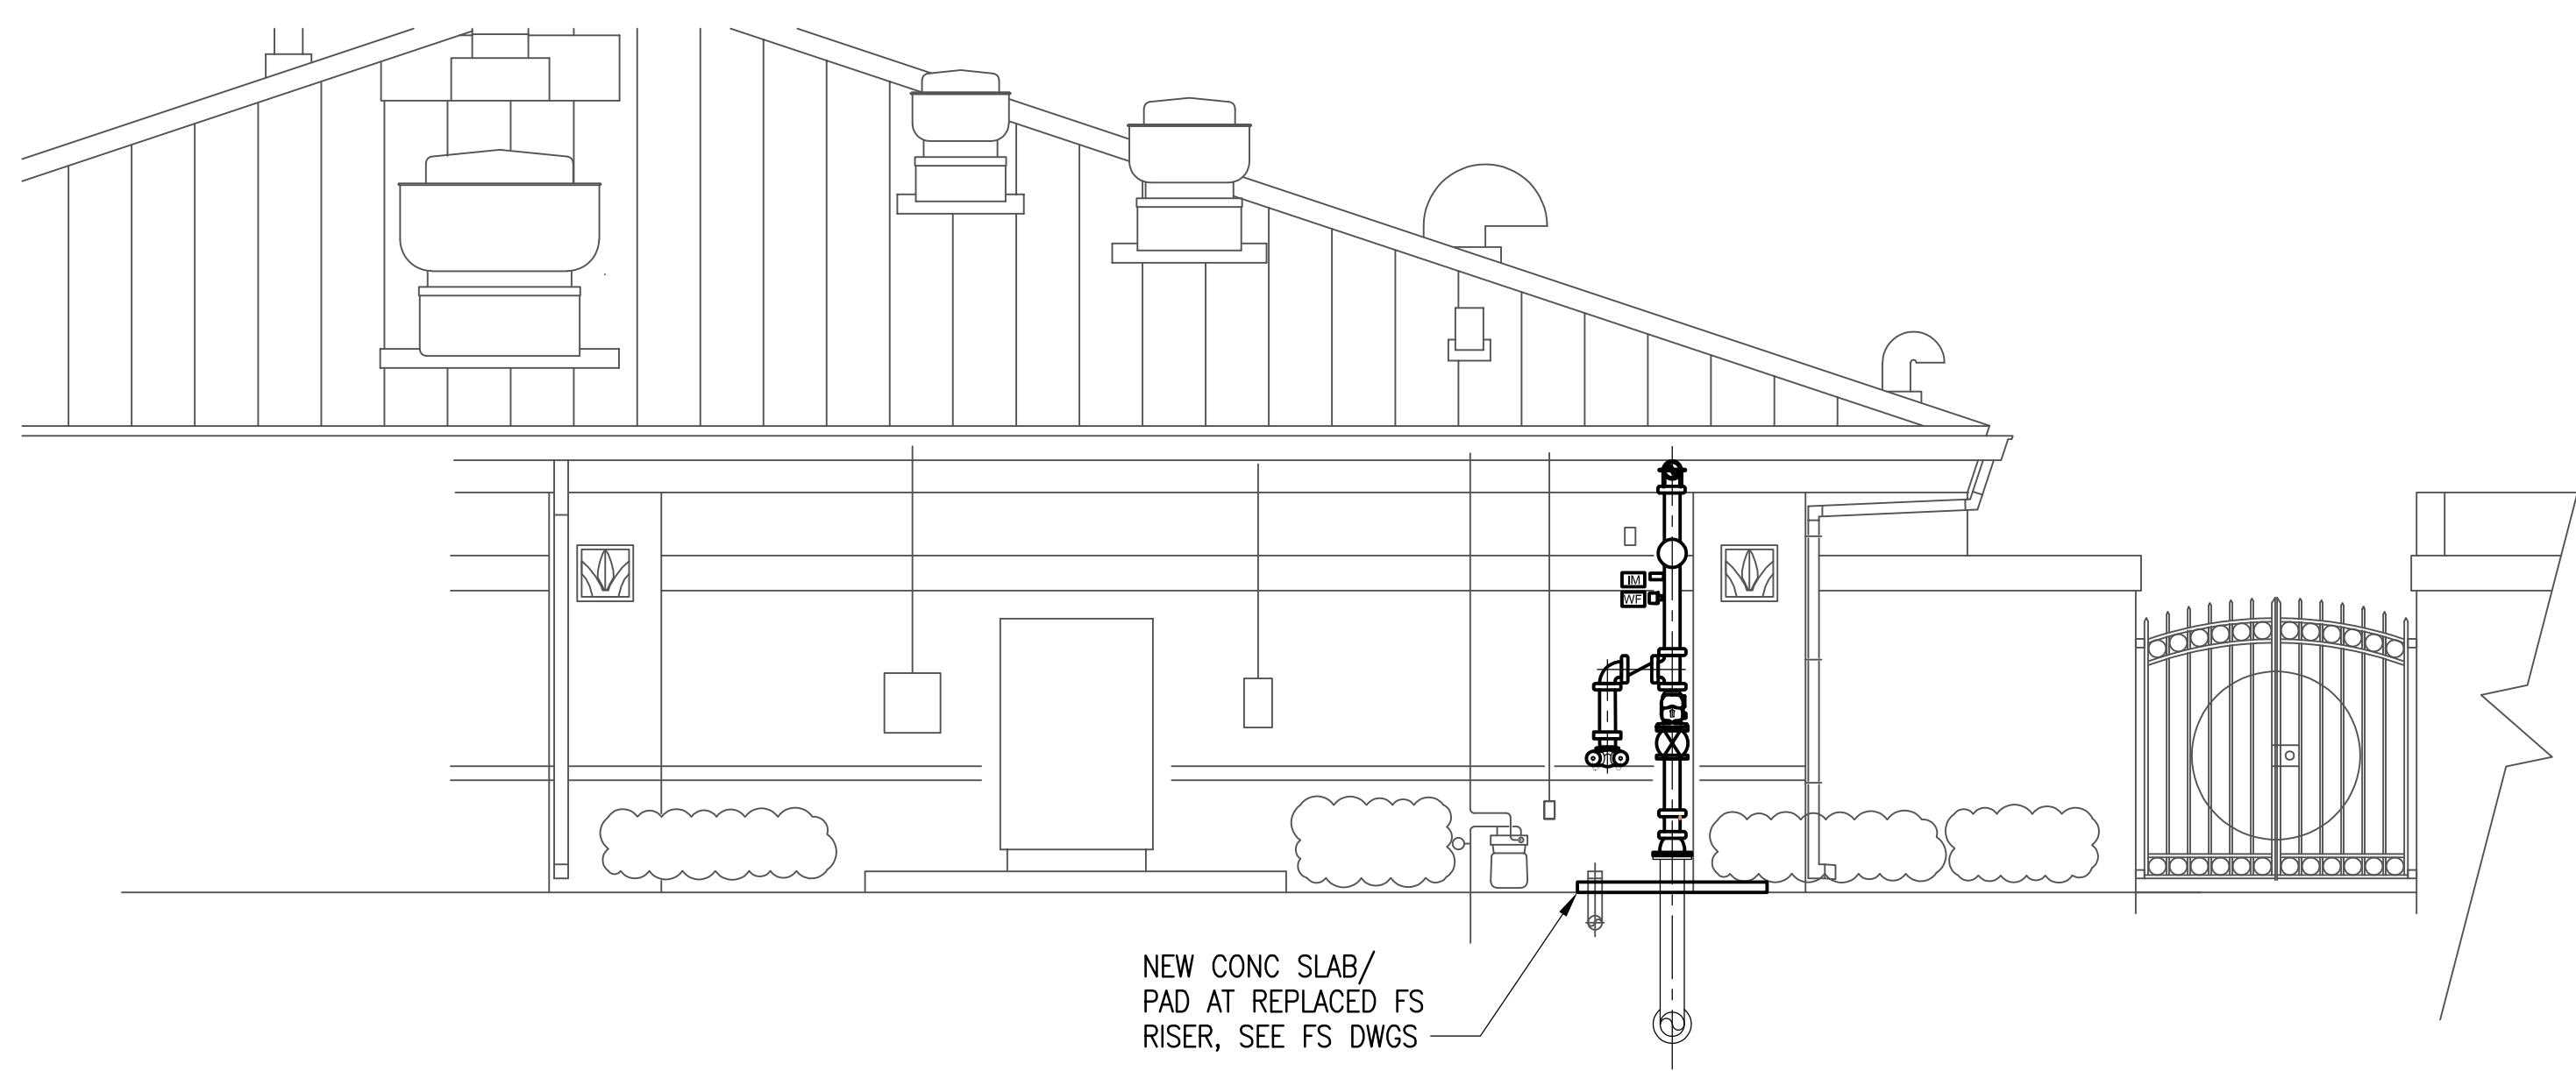 IM
WF
NEW CONC SLAB/
PAD AT REPLACED FS
RISER, SEE FS DWGS